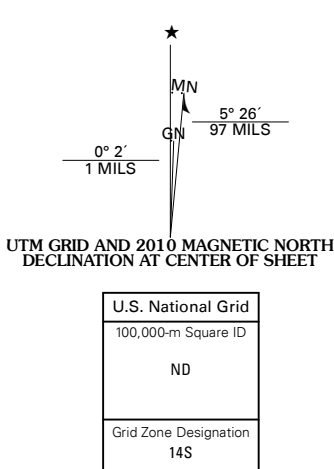 ★
MN
5° 26´
97 MILS
GN
0° 2´
1 MILS
UTM GRID AND 2010 MAGNETIC NORTH
DECLINATION AT CENTER OF SHEET
U.S. National Grid
100,000-m Square ID
ND
Grid Zone Designation
14S